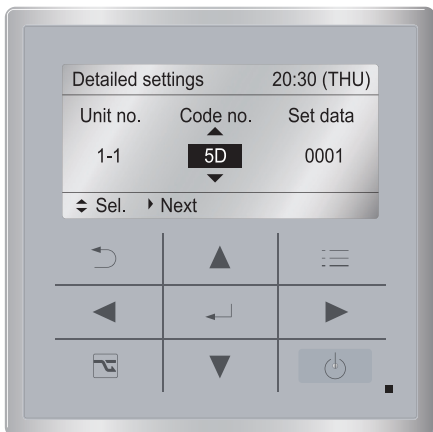 Detailed settings 20:30 (THU)
Unit no. Code no. Set data
1-1 5D 0001
Sel. Next